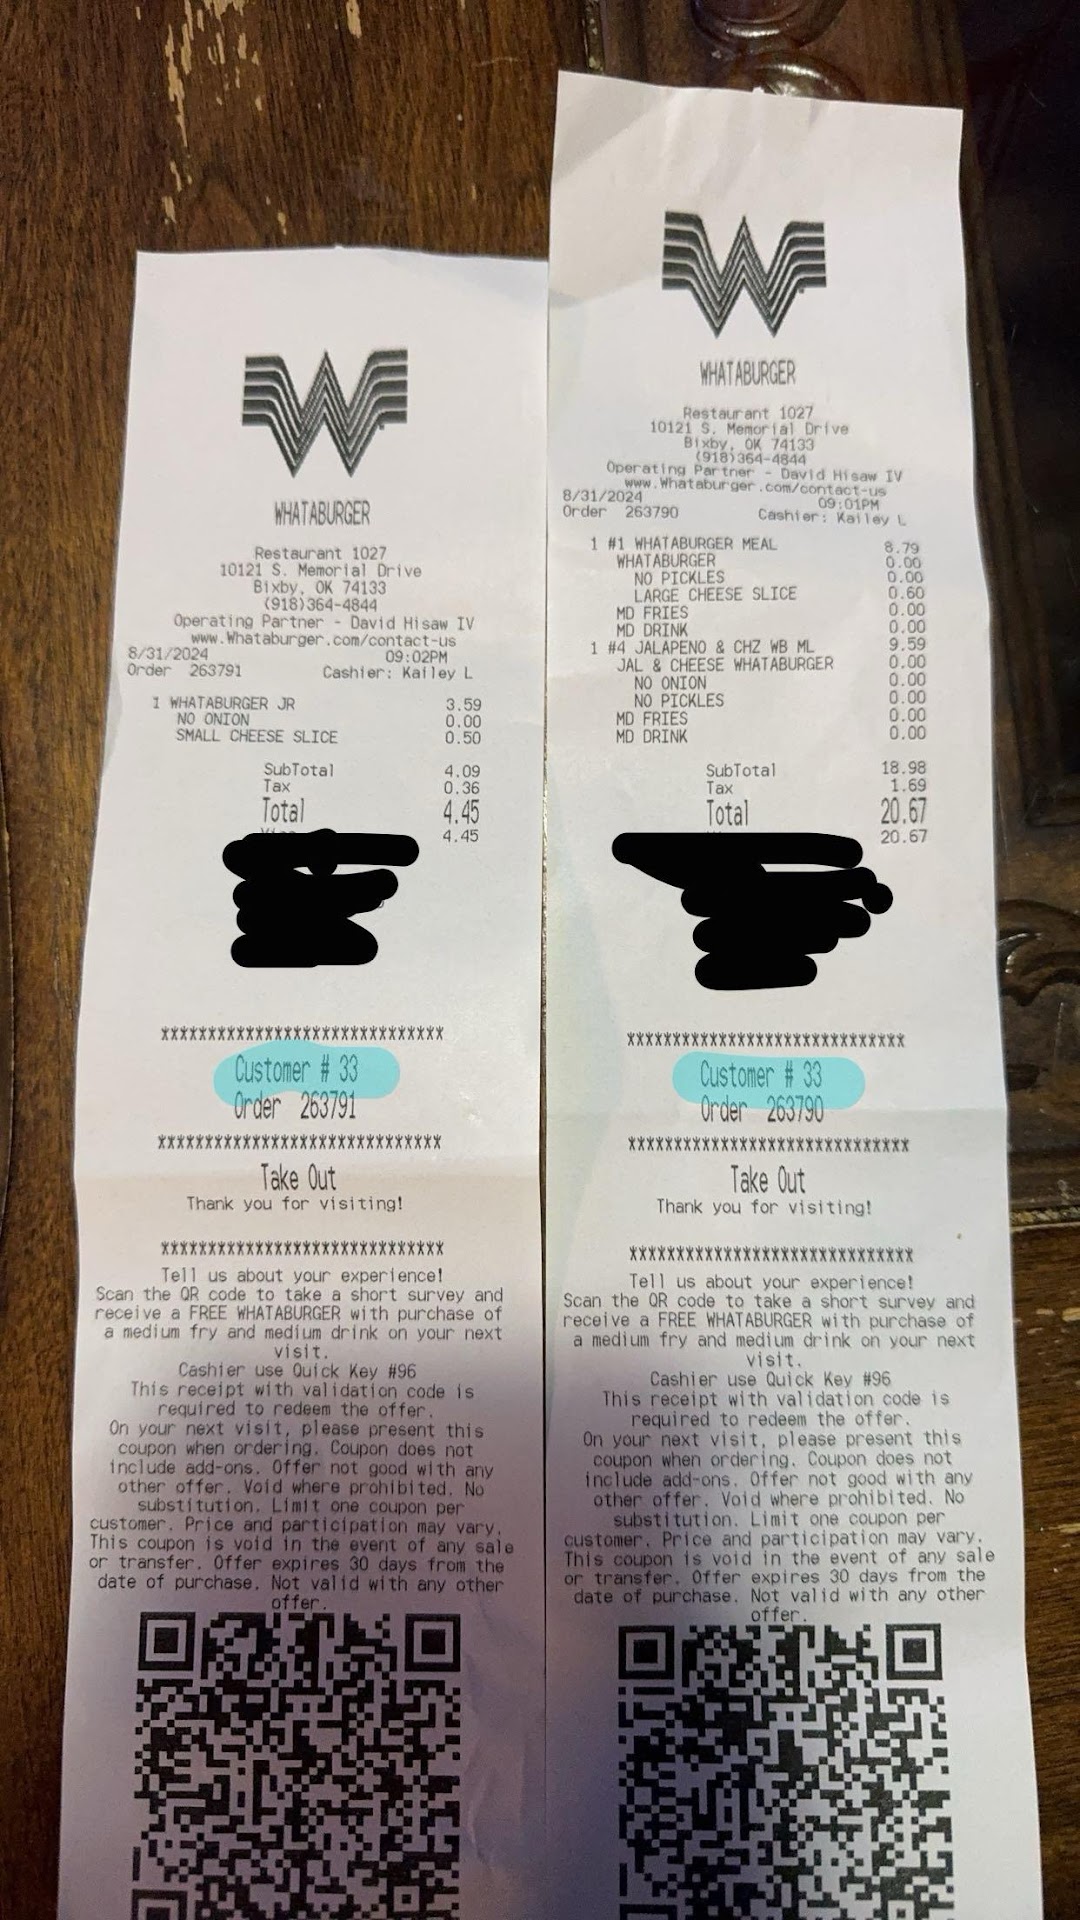 WHATABURGER
Restaurant 1027
10121 S. Memorial Drive
Bixby, OK 74133
(918)364-4844
Operating Partner - David Hisaw IV
www.Whataburger.com/contact-us
8/31/2024 09:02PM
Order 263791 Cashier: Kailey L
1 WHATABURGER JR 3.59
NO ONION 0.00
SMALL CHEESE SLICE 0.50
SubTotal 4.09
Tax 0.36
Total 4.45
4.45
******************************
Customer # 33
Order 263791
******************************
Take Out
Thank you for visiting!
******************************
Tell us about your experience!
Scan the QR code to take a short survey and
receive a FREE WHATABURGER with purchase of
a medium fry and medium drink on your next
visit.
Cashier use Quick Key #96
This receipt with validation code is
required to redeem the offer.
On your next visit, please present this
coupon when ordering. Coupon does not
include add-ons. Offer not good with any
other offer. Void where prohibited. No
substitution. Limit one coupon per
customer. Price and participation may vary.
This coupon is void in the event of any sale
or transfer. Offer expires 30 days from the
date of purchase. Not valid with any other
offer.
WHATABURGER
Restaurant 1027
10121 S. Memorial Drive
Bixby, OK 74133
(918)364-4844
Operating Partner - David Hisaw IV
www.Whataburger.com/contact-us
8/31/2024 09:01PM
Order 263790 Cashier: Kailey L
1 #1 WHATABURGER MEAL 8.79
WHATABURGER 0.00
NO PICKLES 0.00
LARGE CHEESE SLICE 0.60
MD FRIES 0.00
MD DRINK 0.00
1 #4 JALAPENO & CHZ WB ML 9.59
JAL & CHEESE WHATABURGER 0.00
NO ONION 0.00
NO PICKLES 0.00
MD FRIES 0.00
MD DRINK 0.00
SubTotal 18.98
Tax 1.69
Total 20.67
20.67
******************************
Customer # 33
Order 263790
******************************
Take Out
Thank you for visiting!
******************************
Tell us about your experience!
Scan the QR code to take a short survey and
receive a FREE WHATABURGER with purchase of
a medium fry and medium drink on your next
visit.
Cashier use Quick Key #96
This receipt with validation code is
required to redeem the offer.
On your next visit, please present this
coupon when ordering. Coupon does not
include add-ons. Offer not good with any
other offer. Void where prohibited. No
substitution. Limit one coupon per
customer. Price and participation may vary.
This coupon is void in the event of any sale
or transfer. Offer expires 30 days from the
date of purchase. Not valid with any other
offer.